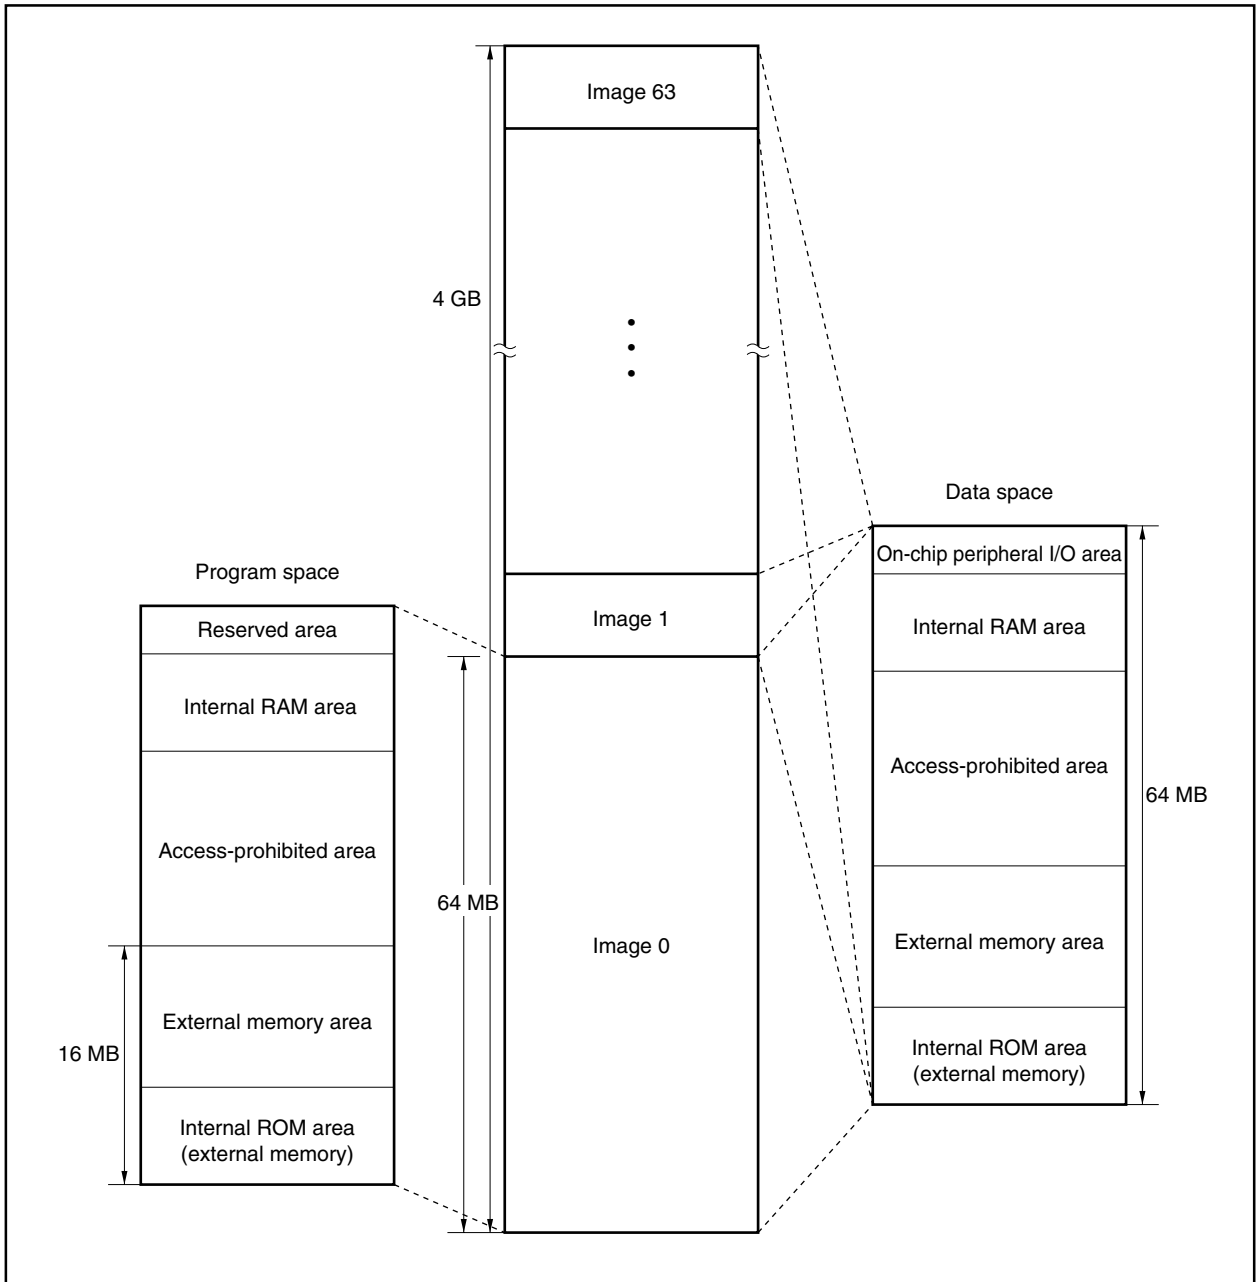 Image 63
4 GB
Data space
On-chip peripheral I/O area
Program space
Reserved area
Image 1
Internal RAM area
Internal RAM area
Access-prohibited area
64 MB
Access-prohibited area
64 MB
Image 0
External memory area
External memory area
16 MB
Internal ROM area
(external memory)
Internal ROM area
(external memory)